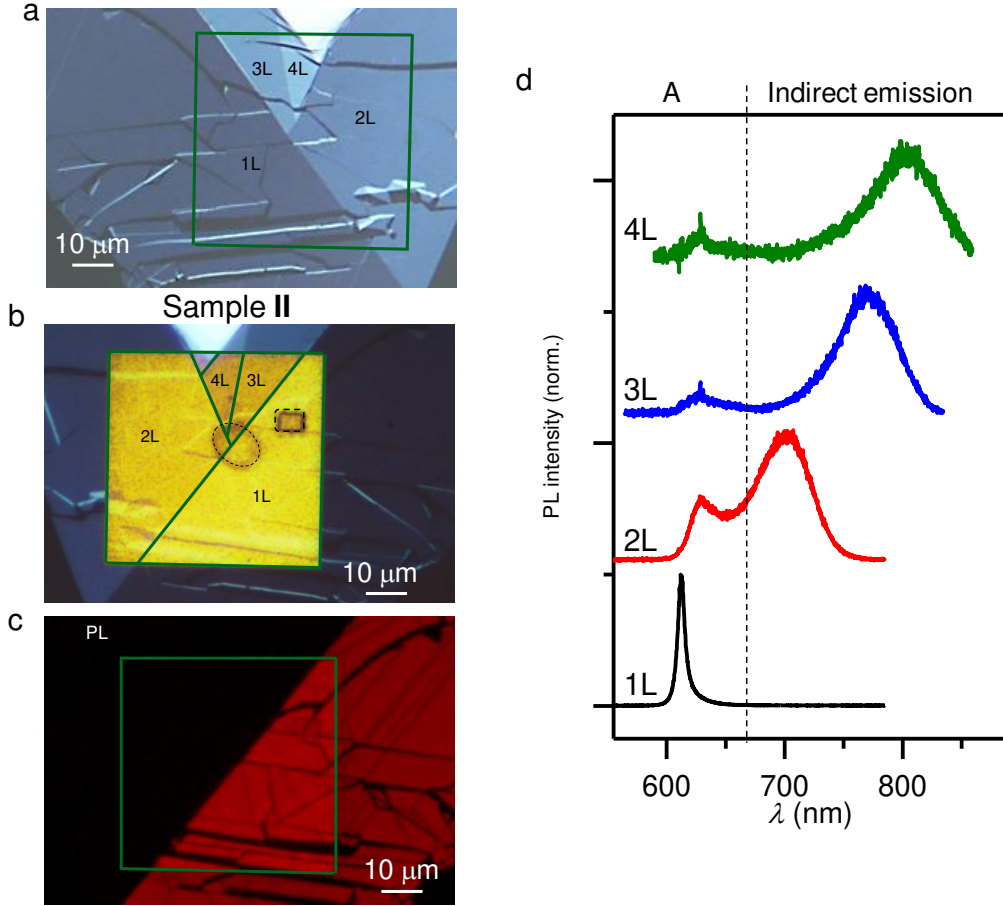 a
3L
4L
2L
1L
10 μm
Sample II
b
4L
3L
2L
1L
10 μm
c
PL
10 μm
d
A
Indirect emission
4L
3L
2L
1L
PL intensity (norm.)
600
700
800
λ (nm)